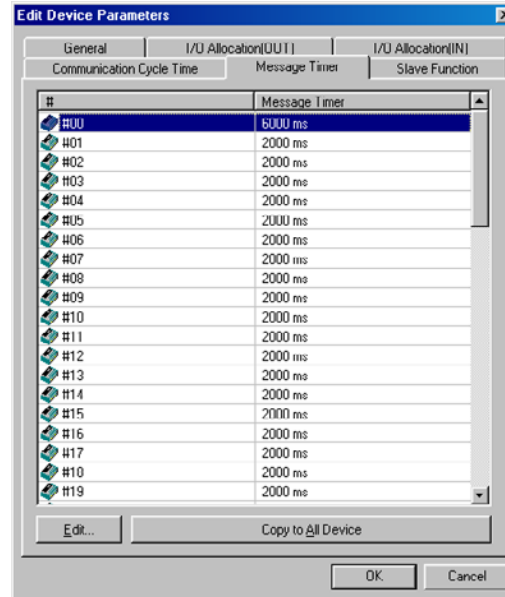 Edit Device Parameters
General I/O Allocation(OUT) I/O Allocation(IN)
Communication Cycle Time Message Timer Slave Function
# Message Timer
#00 6000 ms
#01 2000 ms
#02 2000 ms
#03 2000 ms
#04 2000 ms
#05 2000 ms
#06 2000 ms
#07 2000 ms
#08 2000 ms
#09 2000 ms
#10 2000 ms
#11 2000 ms
#12 2000 ms
#13 2000 ms
#14 2000 ms
#15 2000 ms
#16 2000 ms
#17 2000 ms
#18 2000 ms
#19 2000 ms
Edit... Copy to All Device
OK Cancel